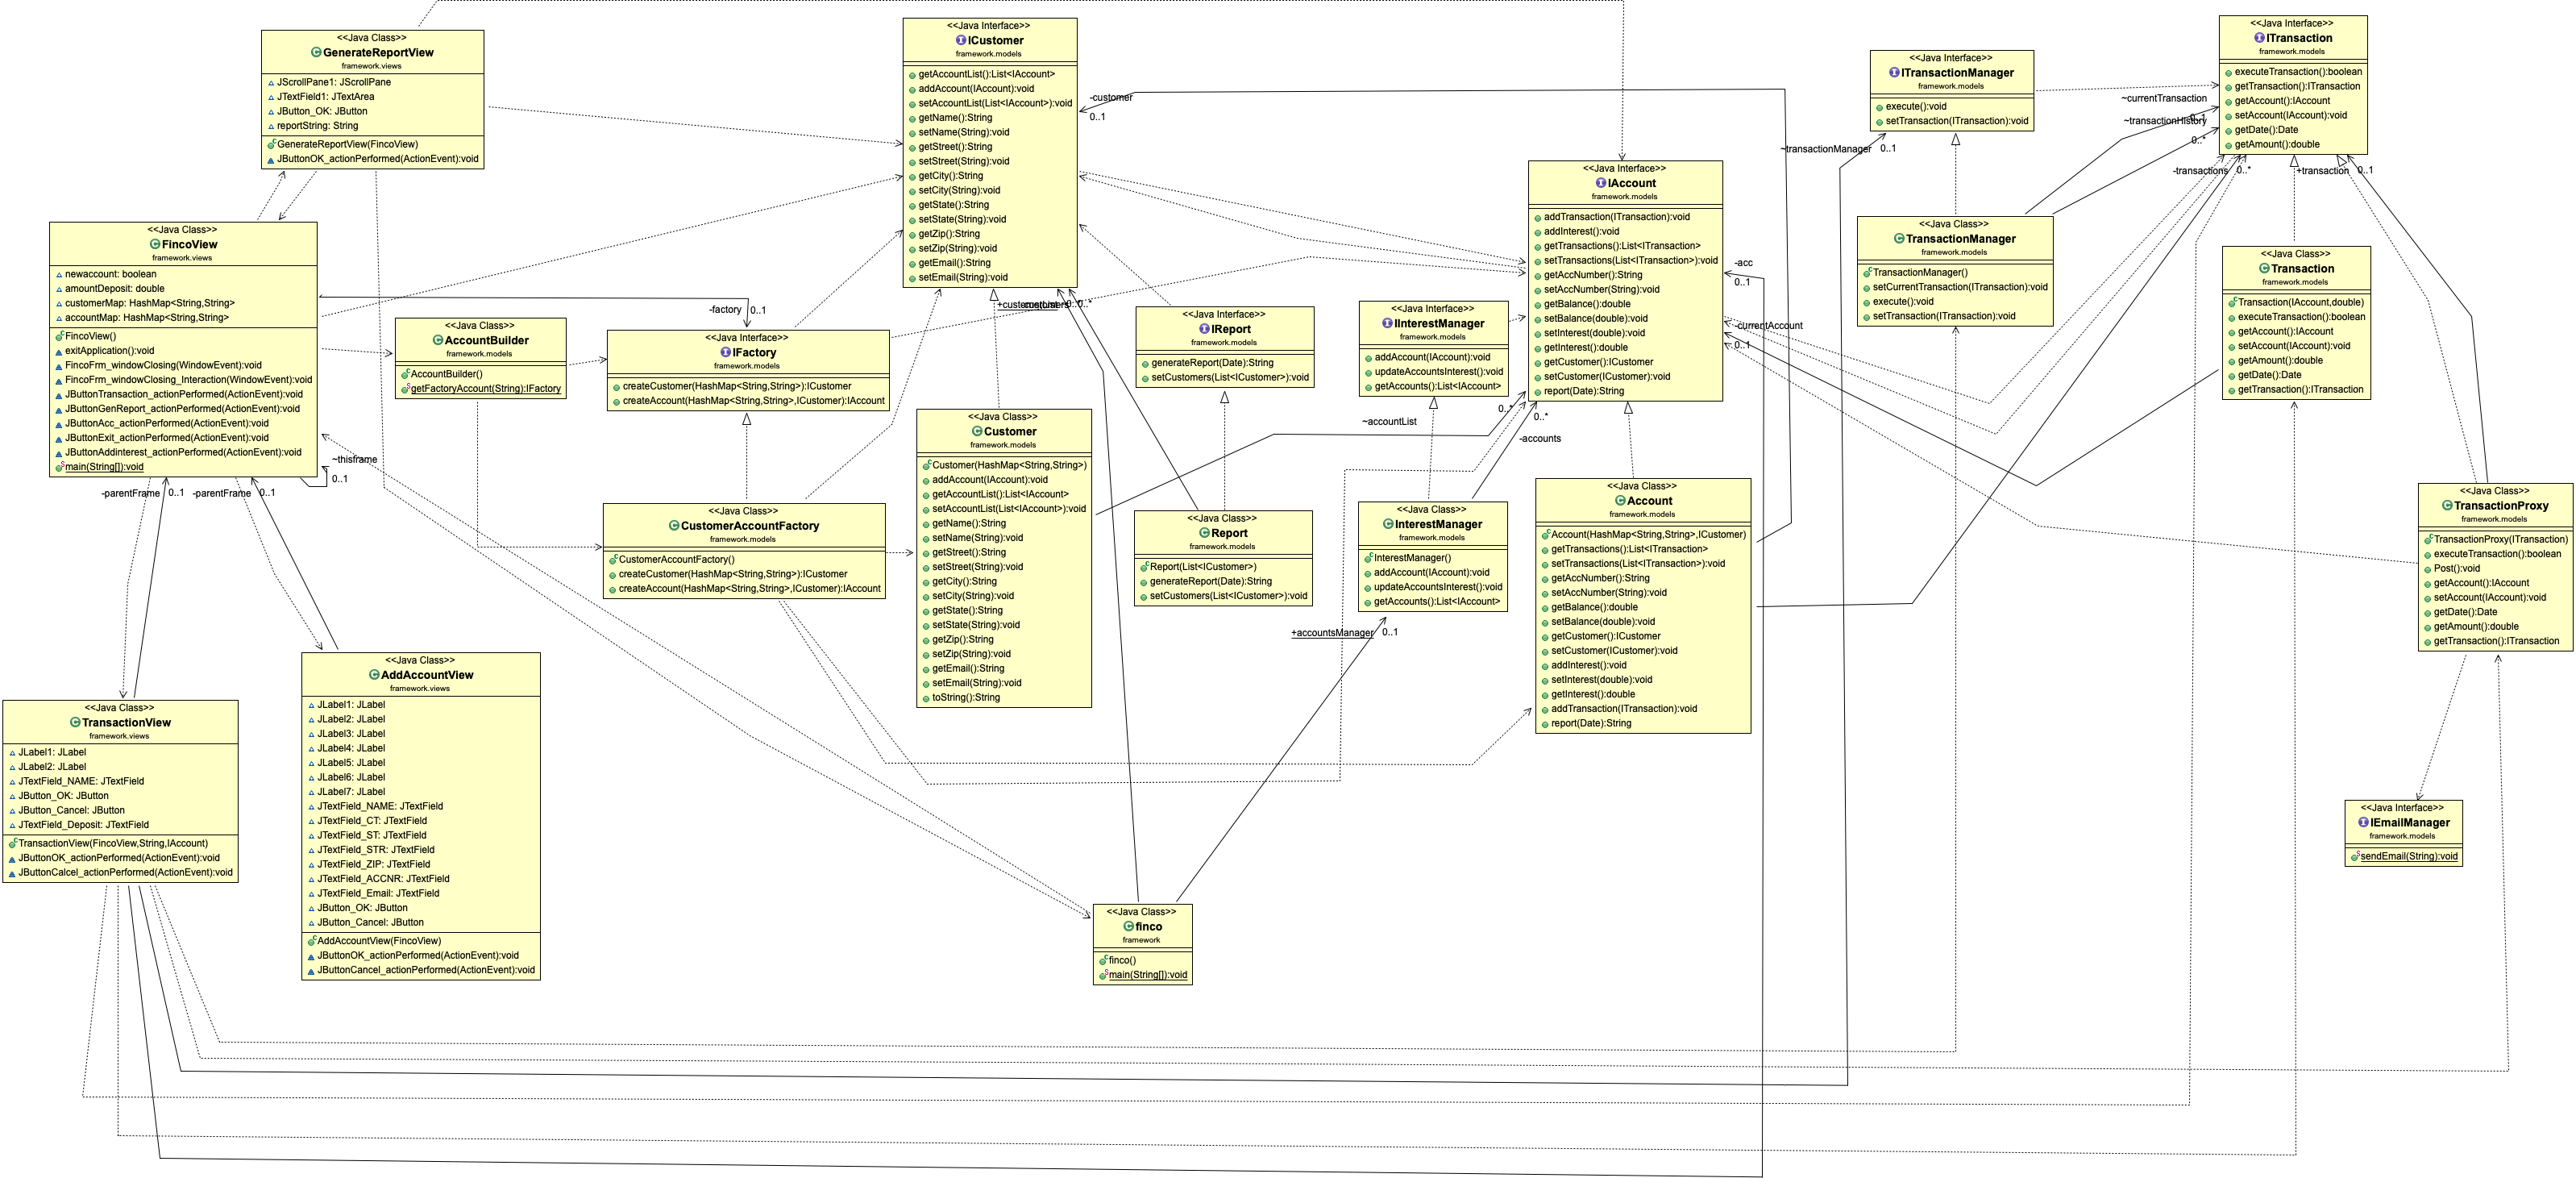 <<Java Class>>
GenerateReportView
framework.views
JScrollPane1: JScrollPane
JTextField1: JTextArea
JButton_OK: JButton
reportString: String
GenerateReportView(FincoView)
JButtonOK_actionPerformed(ActionEvent):void
<<Java Interface>>
ICustomer
framework.models
getAccountList():List<IAccount>
addAccount(IAccount):void
setAccountList(List<IAccount>):void
getName():String
setName(String):void
getStreet():String
setStreet(String):void
getCity():String
setCity(String):void
getState():String
setState(String):void
getZip():String
setZip(String):void
getEmail():String
setEmail(String):void
-customer
0..1
<<Java Interface>>
ITransactionManager
framework.models
execute():void
setTransaction(ITransaction):void
~transactionManager
0..1
<<Java Interface>>
ITransaction
framework.models
executeTransaction():boolean
getTransaction():ITransaction
getAccount():IAccount
setAccount(IAccount):void
getDate():Date
getAmount():double
~currentTransaction
0..1
~transactionHistory
0..*
-transactions
0..*
+transaction
0..1
<<Java Interface>>
IAccount
framework.models
addTransaction(ITransaction):void
addInterest():void
getTransactions():List<ITransaction>
setTransactions(List<ITransaction>):void
getAccNumber():String
setAccNumber(String):void
getBalance():double
setBalance(double):void
setInterest(double):void
getInterest():double
getCustomer():ICustomer
setCustomer(ICustomer):void
report(Date):String
-acc
0..1
-currentAccount
0..1
<<Java Class>>
FincoView
framework.views
newaccount: boolean
amountDeposit: double
customerMap: HashMap<String,String>
accountMap: HashMap<String,String>
FincoView()
exitApplication():void
FincoFrm_windowClosing(WindowEvent):void
FincoFrm_windowClosing_Interaction(WindowEvent):void
JButtonTransaction_actionPerformed(ActionEvent):void
JButtonGenReport_actionPerformed(ActionEvent):void
JButtonAcc_actionPerformed(ActionEvent):void
JButtonExit_actionPerformed(ActionEvent):void
JButtonAddinterest_actionPerformed(ActionEvent):void
main(String[]):void
~thisframe
0..1
-parentFrame
0..1
-parentFrame
0..1
-factory
0..1
<<Java Class>>
AccountBuilder
framework.models
AccountBuilder()
getFactoryAccount(String):IFactory
<<Java Interface>>
IFactory
framework.models
createCustomer(HashMap<String,String>):ICustomer
createAccount(HashMap<String,String>,ICustomer):IAccount
0..*
<<Java Interface>>
IReport
framework.models
generateReport(Date):String
setCustomers(List<ICustomer>):void
<<Java Interface>>
IInterestManager
framework.models
addAccount(IAccount):void
updateAccountsInterest():void
getAccounts():List<IAccount>
~accountList
0..*
-accounts
0..*
<<Java Class>>
TransactionManager
framework.models
TransactionManager()
setCurrentTransaction(ITransaction):void
execute():void
setTransaction(ITransaction):void
<<Java Class>>
Transaction
framework.models
Transaction(IAccount,double)
executeTransaction():boolean
getAccount():IAccount
setAccount(IAccount):void
getAmount():double
getDate():Date
getTransaction():ITransaction
<<Java Class>>
Customer
framework.models
Customer(HashMap<String,String>)
addAccount(IAccount):void
getAccountList():List<IAccount>
setAccountList(List<IAccount>):void
getName():String
setName(String):void
getStreet():String
setStreet(String):void
getCity():String
setCity(String):void
getState():String
setState(String):void
getZip():String
setZip(String):void
getEmail():String
setEmail(String):void
toString():String
<<Java Class>>
CustomerAccountFactory
framework.models
CustomerAccountFactory()
createCustomer(HashMap<String,String>):ICustomer
createAccount(HashMap<String,String>,ICustomer):IAccount
<<Java Class>>
Report
framework.models
Report(List<ICustomer>)
generateReport(Date):String
setCustomers(List<ICustomer>):void
<<Java Class>>
InterestManager
framework.models
InterestManager()
addAccount(IAccount):void
updateAccountsInterest():void
getAccounts():List<IAccount>
+accountsManager
0..1
<<Java Class>>
Account
framework.models
Account(HashMap<String,String>,ICustomer)
getTransactions():List<ITransaction>
setTransactions(List<ITransaction>):void
getAccNumber():String
setAccNumber(String):void
getBalance():double
setBalance(double):void
getCustomer():ICustomer
setCustomer(ICustomer):void
addInterest():void
setInterest(double):void
getInterest():double
addTransaction(ITransaction):void
report(Date):String
<<Java Class>>
TransactionProxy
framework.models
TransactionProxy(ITransaction)
executeTransaction():boolean
Post():void
getAccount():IAccount
setAccount(IAccount):void
getDate():Date
getAmount():double
getTransaction():ITransaction
<<Java Class>>
TransactionView
framework.views
JLabel1: JLabel
JLabel2: JLabel
JTextField_NAME: JTextField
JButton_OK: JButton
JButton_Cancel: JButton
JTextField_Deposit: JTextField
TransactionView(FincoView,String,IAccount)
JButtonOK_actionPerformed(ActionEvent):void
JButtonCalcel_actionPerformed(ActionEvent):void
<<Java Class>>
AddAccountView
framework.views
JLabel1: JLabel
JLabel2: JLabel
JLabel3: JLabel
JLabel4: JLabel
JLabel5: JLabel
JLabel6: JLabel
JLabel7: JLabel
JTextField_NAME: JTextField
JTextField_CT: JTextField
JTextField_ST: JTextField
JTextField_STR: JTextField
JTextField_ZIP: JTextField
JTextField_ACCNR: JTextField
JTextField_Email: JTextField
JButton_OK: JButton
JButton_Cancel: JButton
AddAccountView(FincoView)
JButtonOK_actionPerformed(ActionEvent):void
JButtonCancel_actionPerformed(ActionEvent):void
<<Java Class>>
finco
framework
finco()
main(String[]):void
<<Java Interface>>
IEmailManager
framework.models
sendEmail(String):void